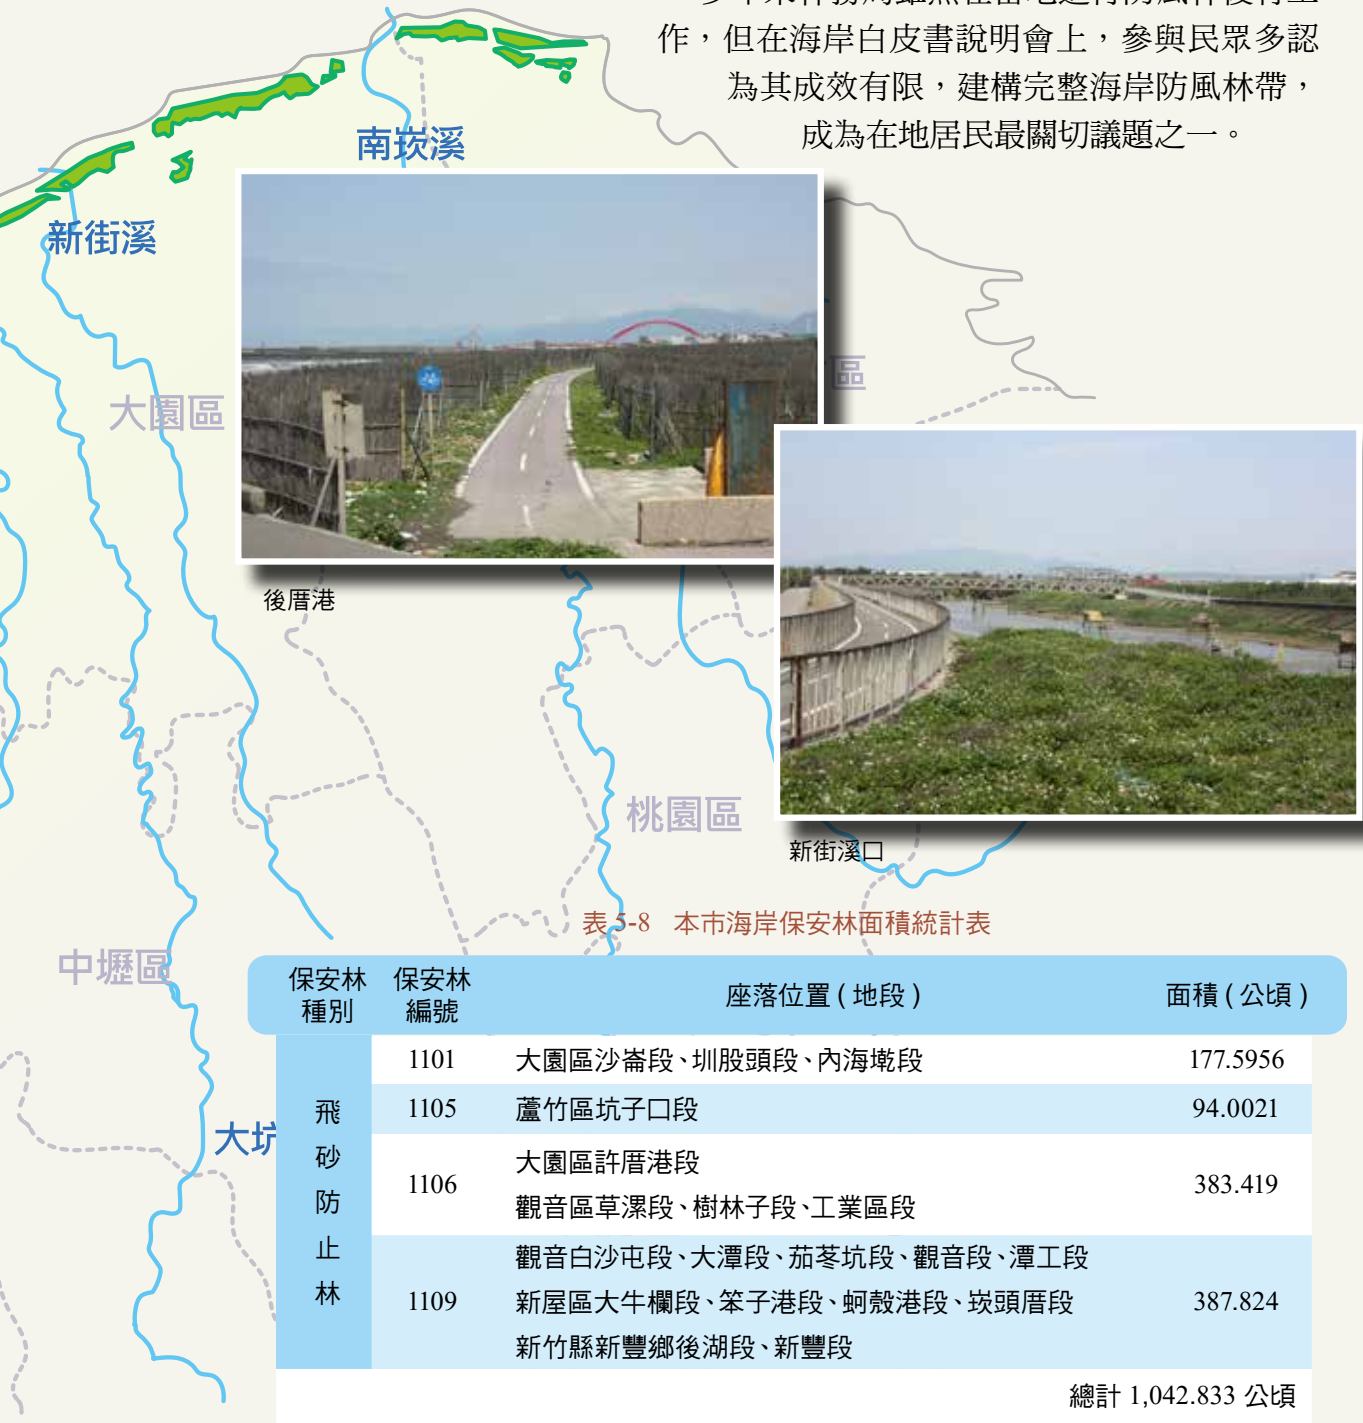 作，但在海岸白皮書說明會上，參與民眾多認
為其成效有限，建構完整海岸防風林帶，
成為在地居民最關切議題之一。
南崁溪
新街溪
大園區
區
後厝港
桃園區
新街溪口
中壢區
大坑
表 5-8 本市海岸保安林面積統計表
保安林種別 保安林編號 座落位置 ( 地段 ) 面積 ( 公頃 )
飛砂防止林
1101 大園區沙崙段、圳股頭段、內海墘段 177.5956
1105 蘆竹區坑子口段 94.0021
1106 大園區許厝港段 383.419
觀音區草漯段、樹林子段、工業區段
1109 觀音白沙屯段、大潭段、茄苳坑段、觀音段、潭工段 387.824
新屋區大牛欄段、笨子港段、蚵殼港段、崁頭厝段
新竹縣新豐鄉後湖段、新豐段
總計 1,042.833 公頃